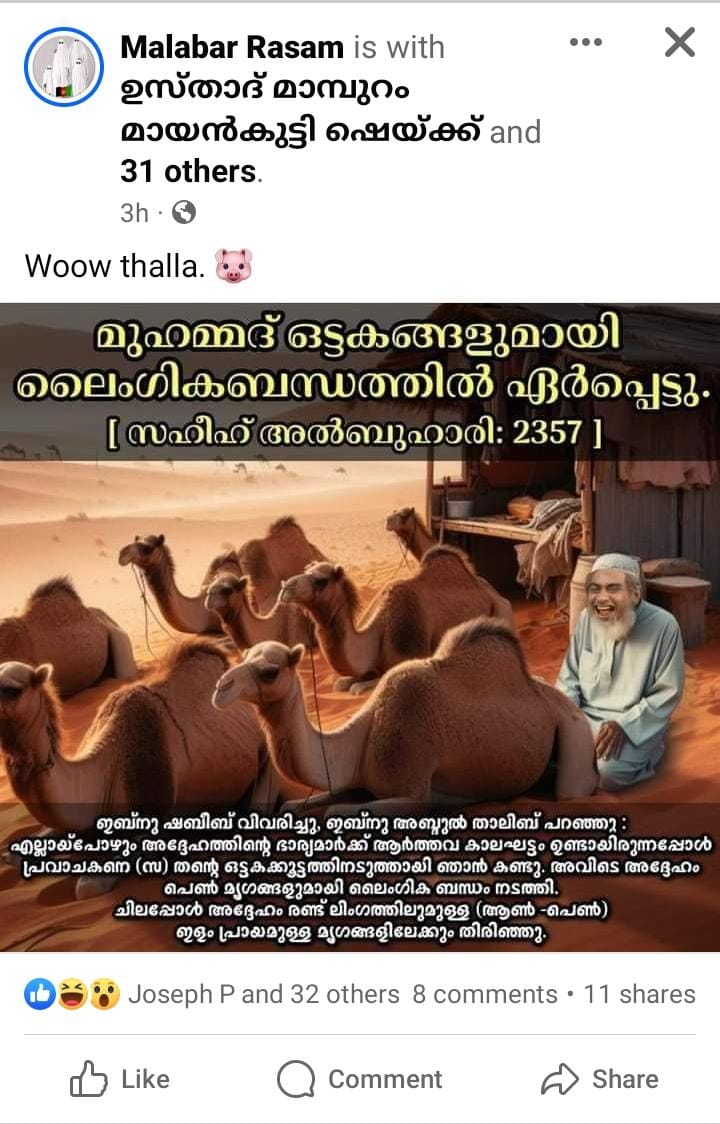 Malabar Rasam is with
ഉസ്താദ് മാമ്പുറം
മായൻകുട്ടി ഷെയ്ക്ക് and
31 others.
3h ·
Woow thalla. 🐷
മുഹമ്മദ് ഒട്ടകങ്ങളുമായി
ലൈംഗികബന്ധത്തിൽ ഏർപ്പെട്ടു.
[ സഹീഹ് അൽബുഹാരി: 2357 ]
ഇബ്നു ഷബീബ് വിവരിച്ചു, ഇബ്നു അബ്ദുൽ താലിബ് പറഞ്ഞു :
എല്ലായ്പോഴും അദ്ദേഹത്തിന്റെ ഭാര്യമാർക്ക് ആർത്തവ കാലഘട്ടം ഉണ്ടായിരുന്നപ്പോൾ
പ്രവാചകനെ (സ) തന്റെ ഒട്ടകക്കൂട്ടത്തിനടുത്തായി ഞാൻ കണ്ടു. അവിടെ അദ്ദേഹം
പെൺ മൃഗങ്ങളുമായി ലൈംഗിക ബന്ധം നടത്തി.
ചിലപ്പോൾ അദ്ദേഹം രണ്ട് ലിംഗത്തിലുമുള്ള (ആൺ -പെൺ)
ഇളം പ്രായമുള്ള മൃഗങ്ങളിലേക്കും തിരിഞ്ഞു.
Joseph P and 32 others 8 comments • 11 shares
Like Comment Share